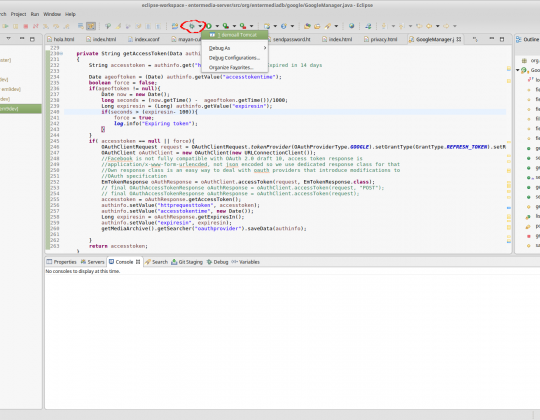 eclipse-workspace - entermedia-server/src/org/entermediadb/google/GoogleManager.java - Eclipse
Search Project Run Window Help
1 demoall Tomcat
Debug As
Debug Configurations...
Organize Favorites...
hola.html index.html index.xconf sendpassword.ht index.html privacy.html GoogleManager.j Outline
229
230 private String getAccessToken(Data authinfo
231 {
232 String accesstoken = authinfo.get("h expired in 14 days
233
234 Date ageoftoken = (Date) authinfo.getValue("accesstokentime");
235 boolean force = false;
236 if(ageoftoken != null){
237 Date now = new Date();
238 long seconds = (now.getTime() - ageoftoken.getTime())/1000;
239 Long expiresin = (Long) authinfo.getValue("expiresin");
240 if(seconds > (expiresin- 100)){
241 force = true;
242 log.info("Expiring token");
243 }
244 }
245 if( accesstoken == null || force){
246 OAuthClientRequest request = OAuthClientRequest.tokenProvider(OAuthProviderType.GOOGLE).setGrantType(GrantType.REFRESH_TOKEN).setR
247 OAuthClient oAuthClient = new OAuthClient(new URLConnectionClient());
248 //Facebook is not fully compatible with OAuth 2.0 draft 10, access token response is
249 //application/x-www-form-urlencoded, not json encoded so we use dedicated response class for that
250 //Own response class is an easy way to deal with oauth providers that introduce modifications to
251 //OAuth specification
252 EmTokenResponse oAuthResponse = oAuthClient.accessToken(request, EmTokenResponse.class);
253 // final OAuthAccessTokenResponse oAuthResponse = oAuthClient.accessToken(request, "POST");
254 // final OAuthAccessTokenResponse oAuthResponse = oAuthClient.accessToken(request);
255 accesstoken = oAuthResponse.getAccessToken();
256 authinfo.setValue("httprequesttoken", accesstoken);
257 authinfo.setValue("accesstokentime", new Date());
258 Long expiresin = oAuthResponse.getExpiresIn();
259 authinfo.setValue("expiresin", expiresin);
260 getMediaArchive().getSearcher("oauthprovider").saveData(authinfo);
261
262 }
263 return accesstoken;
Properties Servers Console Search Git Staging Debug Variables
No consoles to display at this time.